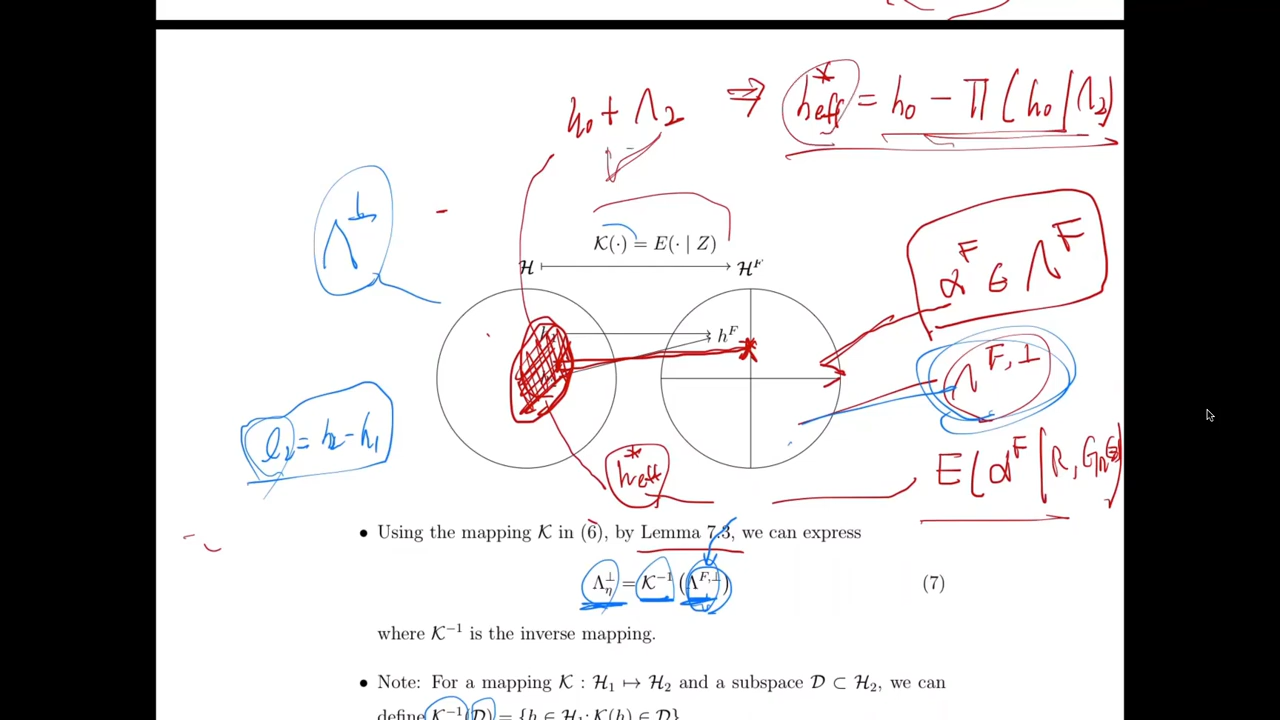 h₀ + Λ₂ ⇒ h*eff = h₀ − Π(h₀|Λ₂)
Λ⊥
𝒦(·) = E(· | Z)
ℋ ⟼ ℋ^F
α^F ∈ Λ^F
h^F
Λ^{F,⊥}
ℓ₂ = h₂ − h₁
h*eff
E(α^F | R, G_R
• Using the mapping 𝒦 in (6), by Lemma 7.3, we can express
Λ_η^⊥ = 𝒦^{−1} (Λ^{F,⊥}) (7)
where 𝒦^{−1} is the inverse mapping.
• Note: For a mapping 𝒦 : ℋ₁ ↦ ℋ₂ and a subspace 𝒟 ⊂ ℋ₂, we can
define 𝒦^{−1}(𝒟) = {h ∈ ℋ₁ : 𝒦(h) ∈ 𝒟}